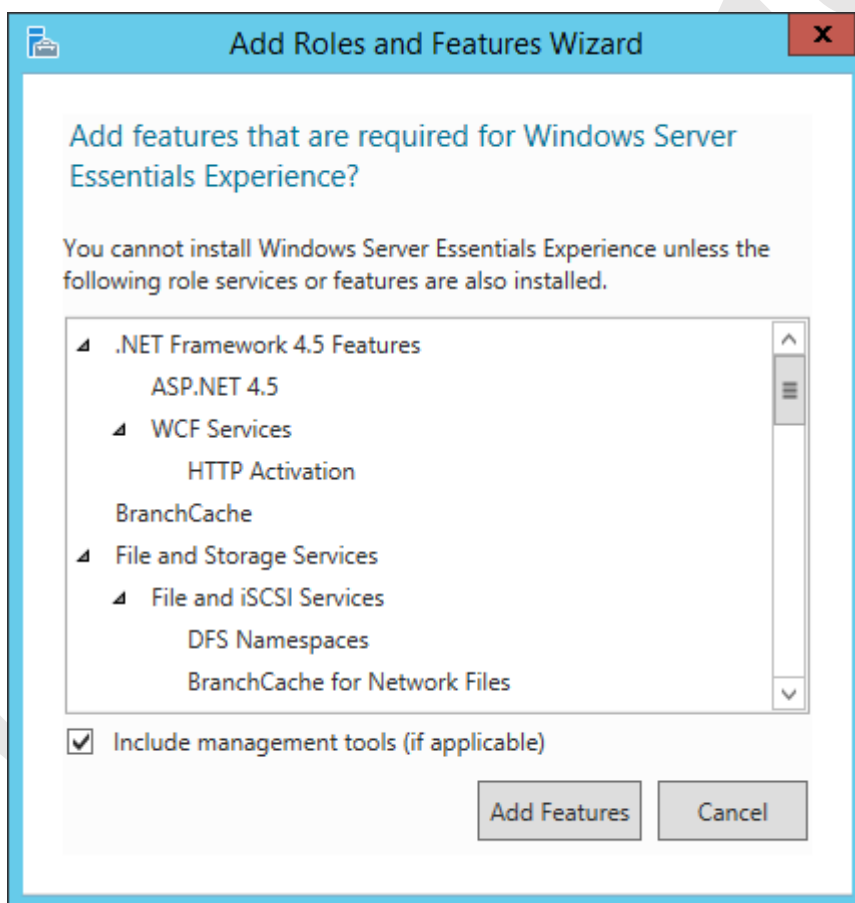 Add Roles and Features Wizard
x
Add features that are required for Windows Server
Essentials Experience?
You cannot install Windows Server Essentials Experience unless the
following role services or features are also installed.
.NET Framework 4.5 Features
ASP.NET 4.5
WCF Services
HTTP Activation
BranchCache
File and Storage Services
File and iSCSI Services
DFS Namespaces
BranchCache for Network Files
Include management tools (if applicable)
Add Features Cancel